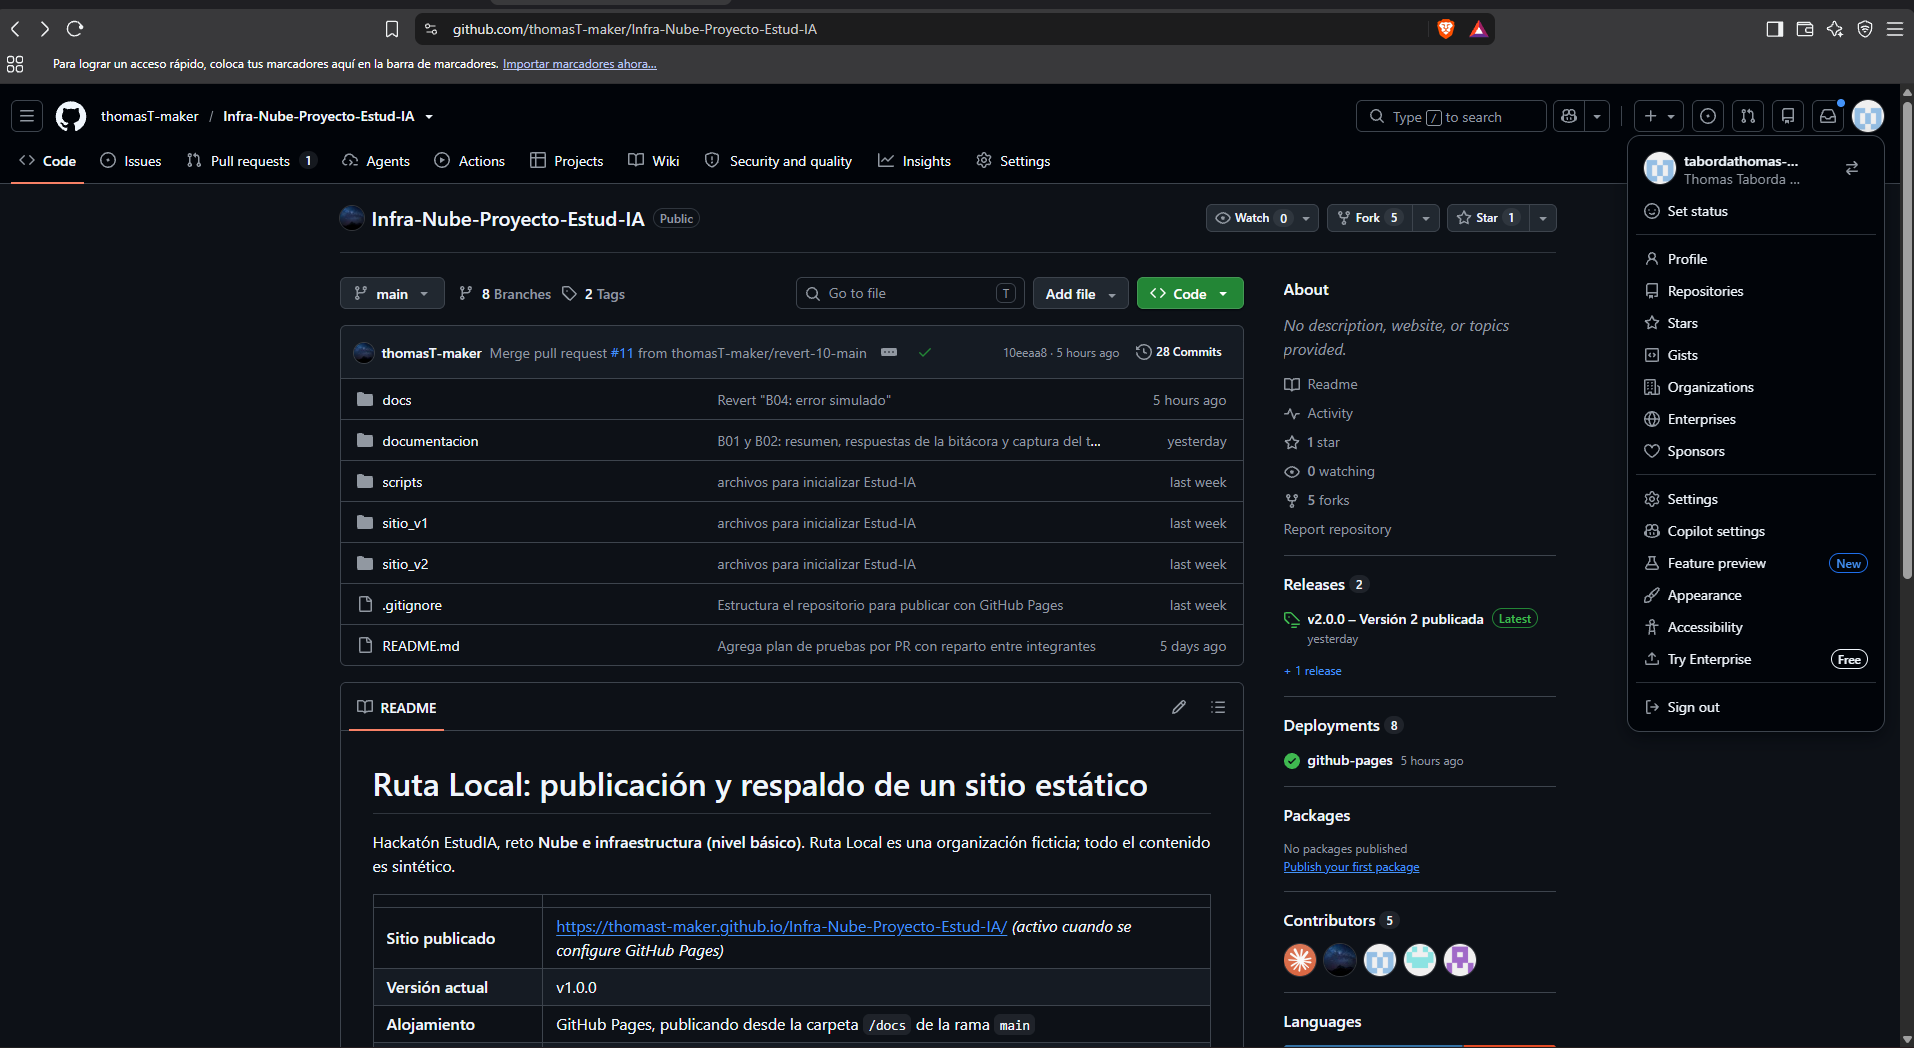 github.com/thomasT-maker/Infra-Nube-Proyecto-Estud-IA
Para lograr un acceso rápido, coloca tus marcadores aquí en la barra de marcadores. Importar marcadores ahora...
thomasT-maker / Infra-Nube-Proyecto-Estud-IA
Type / to search
Code
Issues
Pull requests 1
Agents
Actions
Projects
Wiki
Security and quality
Insights
Settings
Infra-Nube-Proyecto-Estud-IA Public
Watch 0
Fork 5
Star 1
main
8 Branches
2 Tags
Go to file T
Add file
Code
thomasT-maker Merge pull request #11 from thomasT-maker/revert-10-main
10eeaa8 · 5 hours ago
28 Commits
docs Revert "B04: error simulado" 5 hours ago
documentacion B01 y B02: resumen, respuestas de la bitácora y captura del t... yesterday
scripts archivos para inicializar Estud-IA last week
sitio_v1 archivos para inicializar Estud-IA last week
sitio_v2 archivos para inicializar Estud-IA last week
.gitignore Estructura el repositorio para publicar con GitHub Pages last week
README.md Agrega plan de pruebas por PR con reparto entre integrantes 5 days ago
README
Ruta Local: publicación y respaldo de un sitio estático
Hackatón EstudIA, reto Nube e infraestructura (nivel básico). Ruta Local es una organización ficticia; todo el contenido
es sintético.
Sitio publicado https://thomast-maker.github.io/Infra-Nube-Proyecto-Estud-IA/ (activo cuando se
configure GitHub Pages)
Versión actual v1.0.0
Alojamiento GitHub Pages, publicando desde la carpeta /docs de la rama main
About
No description, website, or topics
provided.
Readme
Activity
1 star
0 watching
5 forks
Report repository
Releases 2
v2.0.0 – Versión 2 publicada Latest
yesterday
+ 1 release
Deployments 8
github-pages 5 hours ago
Packages
No packages published
Publish your first package
Contributors 5
Languages
tabordathomas-...
Thomas Taborda ...
Set status
Profile
Repositories
Stars
Gists
Organizations
Enterprises
Sponsors
Settings
Copilot settings
Feature preview New
Appearance
Accessibility
Try Enterprise Free
Sign out